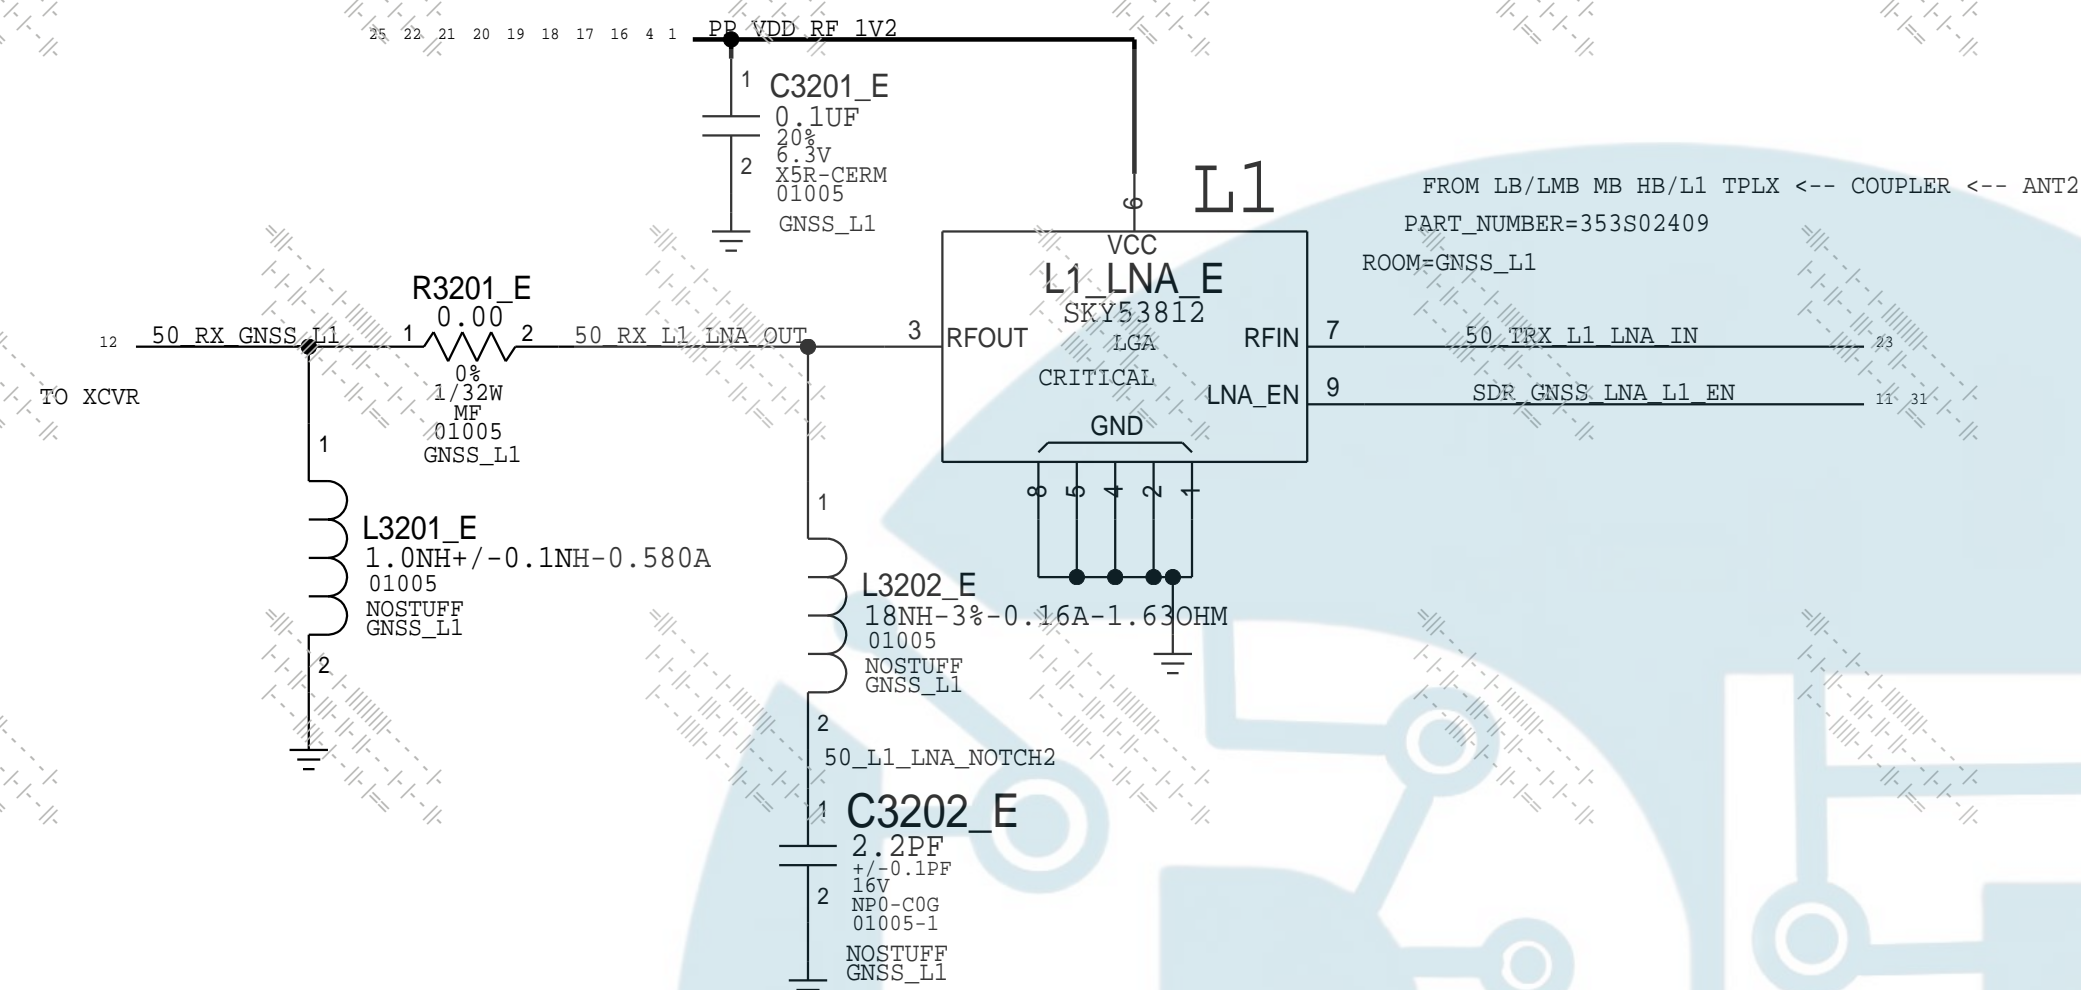 25 22 21 20 19 18 17 16 4 1 PP_VDD_RF_1V2
1
C3201_E
0.1UF
20%
6.3V
2
X5R-CERM
01005
GNSS_L1
L1
FROM LB/LMB MB HB/L1 TPLX <-- COUPLER <-- ANT2
PART_NUMBER=353S02409
ROOM=GNSS_L1
6
VCC
L1_LNA_E
SKY53812
LGA
CRITICAL
3 RFOUT
RFIN 7 50_TRX_L1_LNA_IN 23
LNA_EN 9 SDR_GNSS_LNA_L1_EN 11 31
GND
8 5 4 2 1
R3201_E
0.00
12 50_RX_GNSS_L1 1 2 50_RX_L1_LNA_OUT
0%
1/32W
MF
01005
GNSS_L1
TO XCVR
1
L3201_E
1.0NH+/-0.1NH-0.580A
01005
NOSTUFF
GNSS_L1
2
1
L3202_E
18NH-3%-0.16A-1.63OHM
01005
NOSTUFF
GNSS_L1
2
50_L1_LNA_NOTCH2
1
C3202_E
2.2PF
+/-0.1PF
16V
2
NP0-C0G
01005-1
NOSTUFF
GNSS_L1